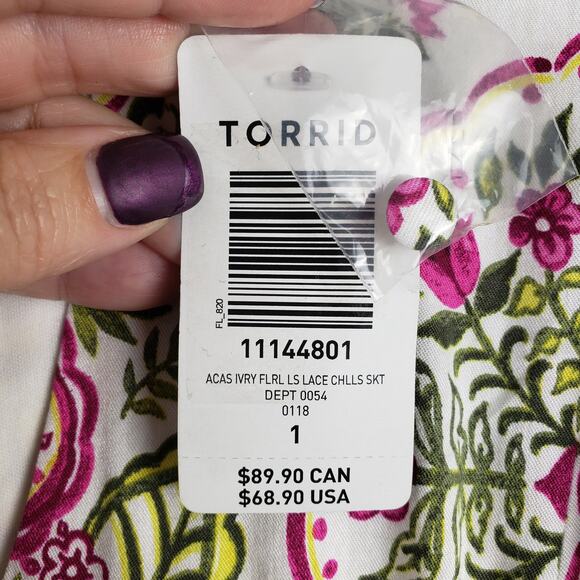 TORRID
FL_820
11144801
ACAS IVRY FLRL LS LACE CHLLS SKT
DEPT 0054
0118
1
$89.90 CAN
$68.90 USA